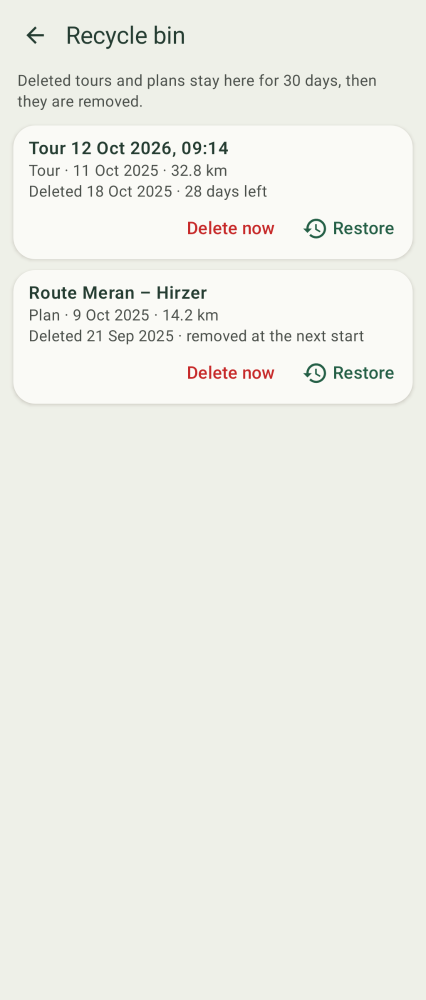 Recycle bin
Deleted tours and plans stay here for 30 days, then
they are removed.
Tour 12 Oct 2026, 09:14
Tour · 11 Oct 2025 · 32.8 km
Deleted 18 Oct 2025 · 28 days left
Delete now Restore
Route Meran – Hirzer
Plan · 9 Oct 2025 · 14.2 km
Deleted 21 Sep 2025 · removed at the next start
Delete now Restore